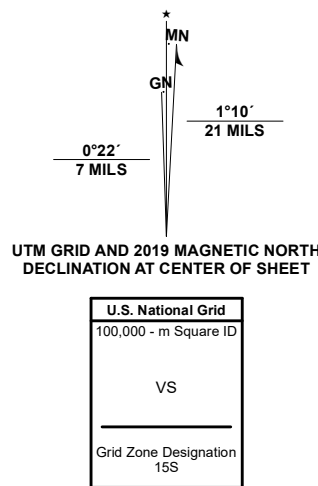 ★
MN
GN
1°10´
21 MILS
0°22´
7 MILS
UTM GRID AND 2019 MAGNETIC NORTH
DECLINATION AT CENTER OF SHEET
U.S. National Grid
100,000 - m Square ID
VS
Grid Zone Designation
15S